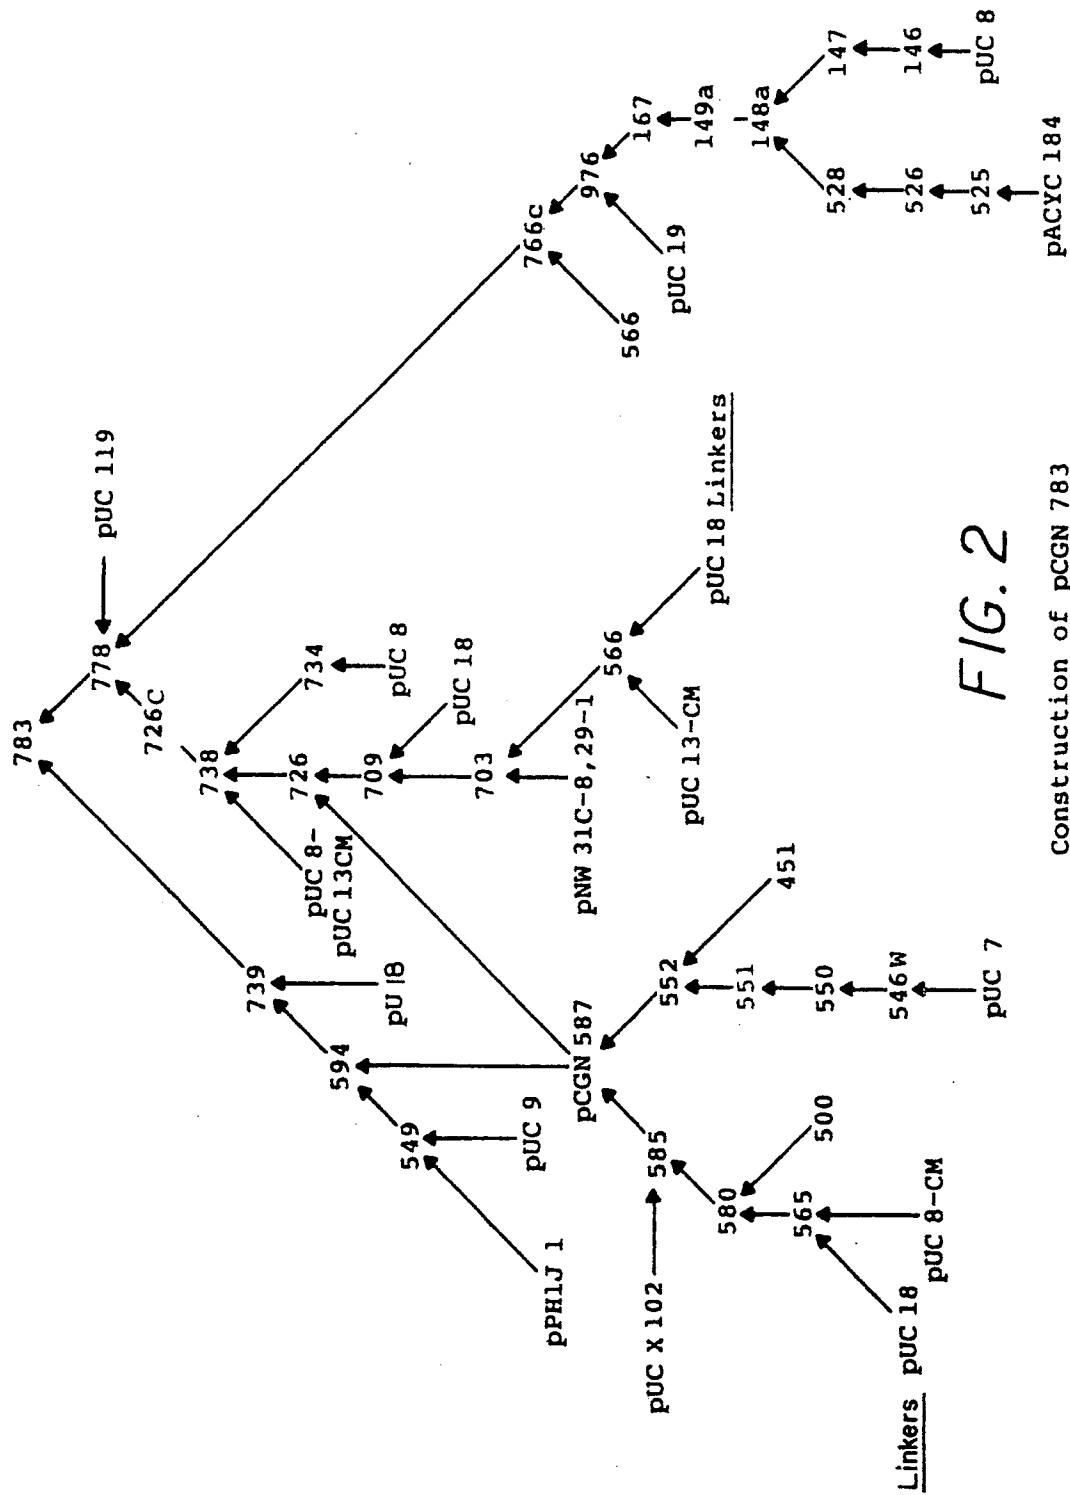 783
778
pUC 119
726C
738
734
pUC 8
726
709
pUC 18
703
pNW 31C-8,29-1
566
pUC 13-CM
pUC 18 Linkers
pUC 8-
pUC 13CM
739
pU 18
594
549
pUC 9
pPH1J 1
pCGN 587
585
pUC X 102
580
500
565
pUC 8-CM
Linkers pUC 18
552
451
551
550
546W
pUC 7
766c
566
976
pUC 19
167
149a
148a
528
526
525
pACYC 184
147
146
pUC 8
FIG. 2
Construction of pCGN 783